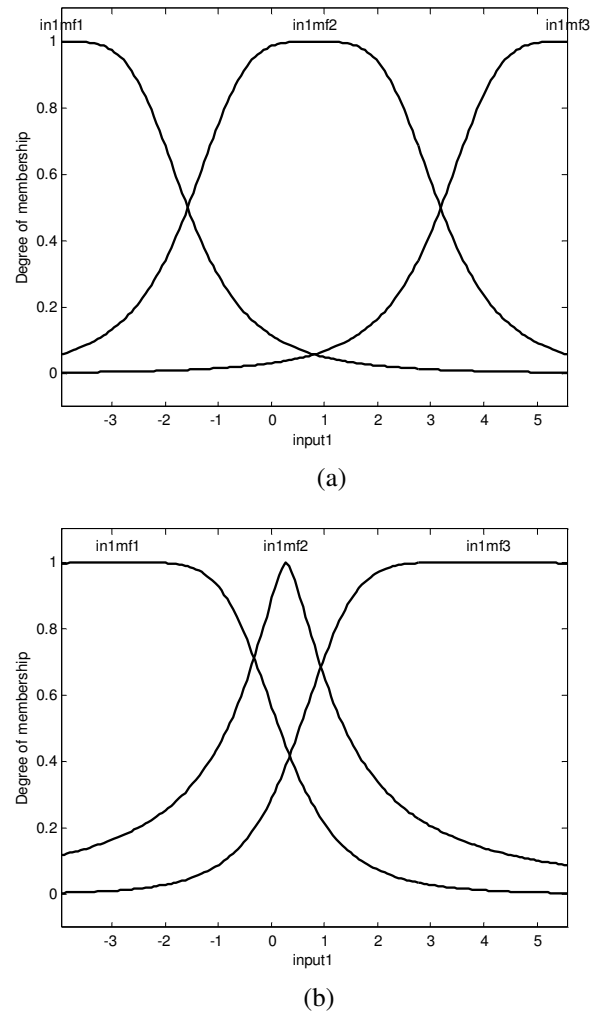 in1mf1 in1mf2 in1mf3
1
0.8
0.6
0.4
0.2
0
Degree of membership
-3 -2 -1 0 1 2 3 4 5
input1
(a)
in1mf1 in1mf2 in1mf3
1
0.8
0.6
0.4
0.2
0
Degree of membership
-3 -2 -1 0 1 2 3 4 5
input1
(b)